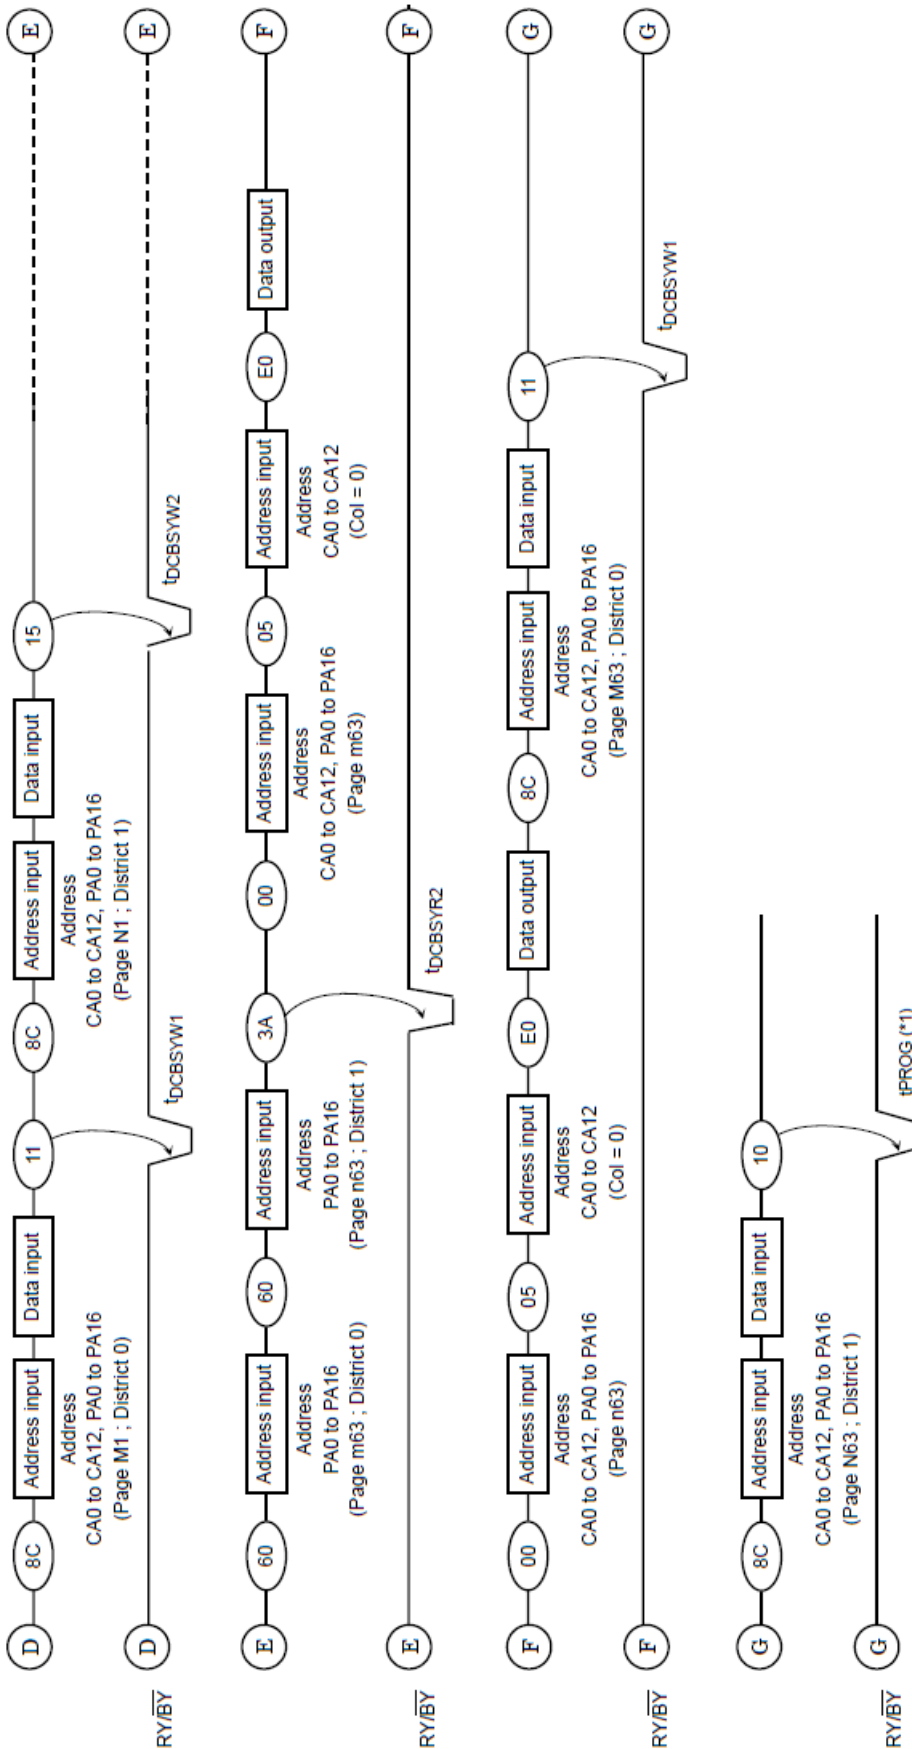 D
8C
Address input
Data input
11
8C
Address input
Data input
15
E
Address
CA0 to CA12, PA0 to PA16
(Page M1 ; District 0)
Address
CA0 to CA12, PA0 to PA16
(Page N1 ; District 1)
RY/BY
D
tDCBSYW1
tDCBSYW2
E
E
60
Address input
60
Address input
3A
00
Address input
05
Address input
E0
Data output
F
Address
PA0 to PA16
(Page m63 ; District 0)
Address
PA0 to PA16
(Page n63 ; District 1)
Address
CA0 to CA12, PA0 to PA16
(Page m63)
Address
CA0 to CA12
(Col = 0)
RY/BY
E
tDCBSYR2
F
F
00
Address input
05
Address input
E0
Data output
8C
Address input
Data input
11
G
Address
CA0 to CA12, PA0 to PA16
(Page n63)
Address
CA0 to CA12
(Col = 0)
Address
CA0 to CA12, PA0 to PA16
(Page M63 ; District 0)
RY/BY
F
tDCBSYW1
G
G
8C
Address input
Data input
10
Address
CA0 to CA12, PA0 to PA16
(Page N63 ; District 1)
RY/BY
G
tPROG (*1)